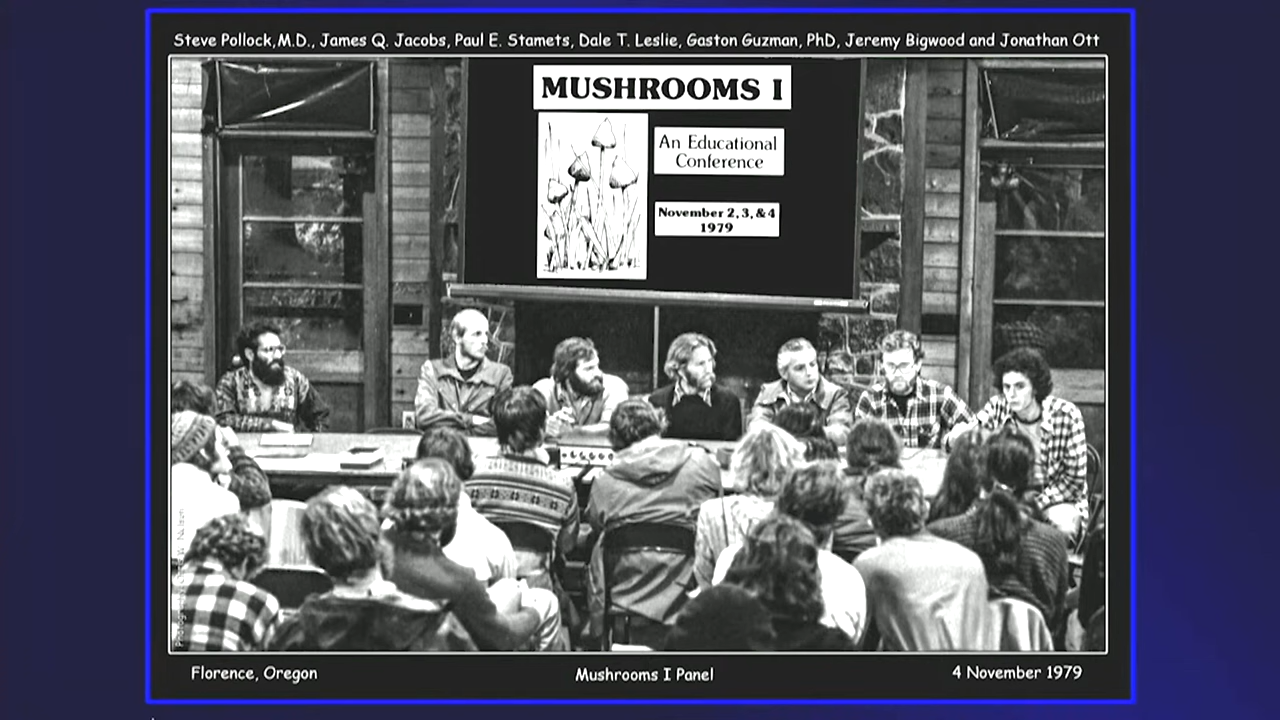 Steve Pollock, M.D., James Q. Jacobs, Paul E. Stamets, Dale T. Leslie, Gaston Guzman, PhD, Jeremy Bigwood and Jonathan Ott
MUSHROOMS I
An Educational
Conference
November 2, 3, & 4
1979
Florence, Oregon
Mushrooms I Panel
4 November 1979